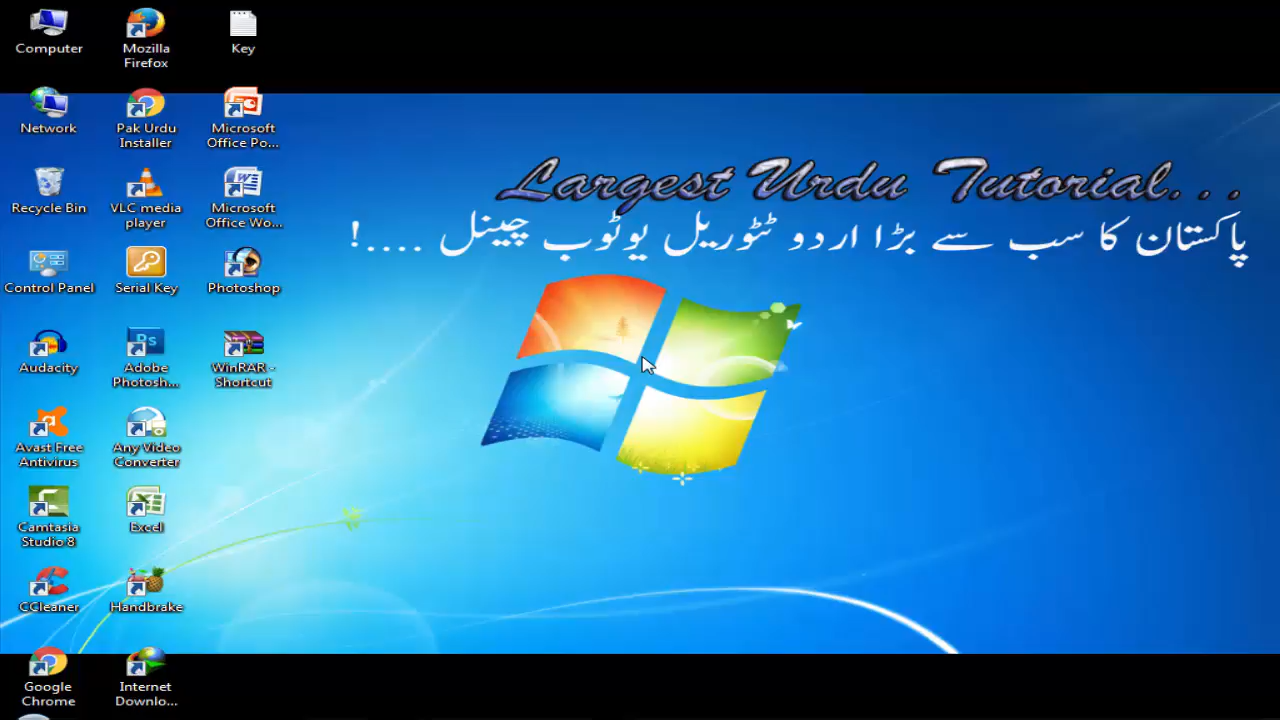 Computer
Mozilla
Firefox
Key
Network
Pak Urdu
Installer
Microsoft
Office Po...
Recycle Bin
VLC media
player
Microsoft
Office Wo...
Control Panel
Serial Key
Photoshop
Audacity
Adobe
Photosh...
WinRAR -
Shortcut
Avast Free
Antivirus
Any Video
Converter
Camtasia
Studio 8
Excel
CCleaner
Handbrake
Google
Chrome
Internet
Downlo...
Largest Urdu Tutorial. . .
پاکستان کا سب سے بڑا اردو ٹٹوریل یوٹوب چینل ....!